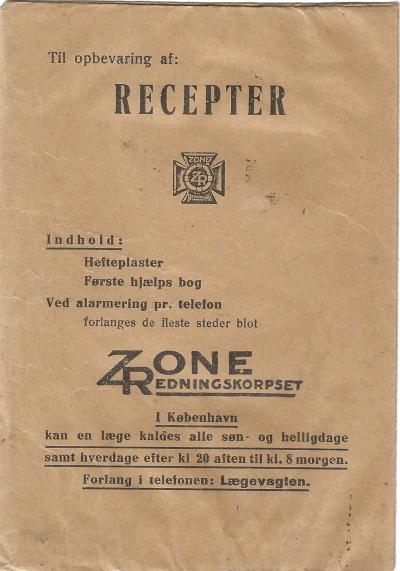 Til opbevaring af:
RECEPTER
ZONE
ZR
Indhold:
Hefteplaster
Første hjælps bog
Ved alarmering pr. telefon
forlanges de fleste steder blot
ZONE
REDNINGSKORPSET
I København
kan en læge kaldes alle søn- og helligdage
samt hverdage efter kl 20 aften til kl. 8 morgen.
Forlang i telefonen: Lægevagten.